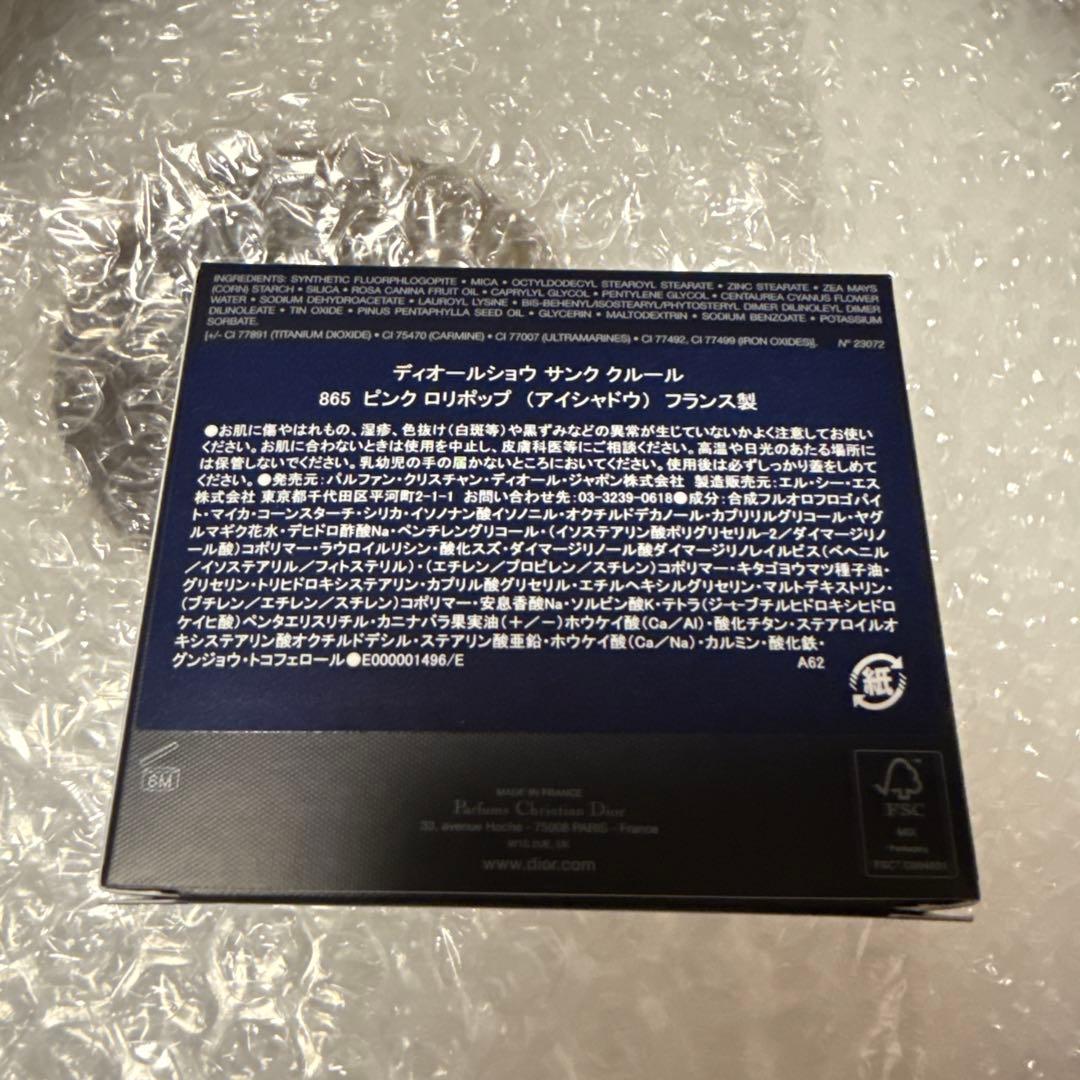 INGREDIENTS: SYNTHETIC FLUORPHLOGOPITE • MICA • OCTYLDODECYL STEAROYL STEARATE • ZINC STEARATE • ZEA MAYS
(CORN) STARCH • SILICA • ROSA CANINA FRUIT OIL • CAPRYLYL GLYCOL • PENTYLENE GLYCOL • CENTAUREA CYANUS FLOWER
WATER • SODIUM DEHYDROACETATE • LAUROYL LYSINE • BIS-BEHENYL/ISOSTEARYL/PHYTOSTERYL DIMER DILINOLEYL DIMER
DILINOLEATE • TIN OXIDE • PINUS PENTAPHYLLA SEED OIL • GLYCERIN • MALTODEXTRIN • SODIUM BENZOATE • POTASSIUM
SORBATE.
[+/- CI 77891 (TITANIUM DIOXIDE) • CI 75470 (CARMINE) • CI 77007 (ULTRAMARINES) • CI 77492, CI 77499 (IRON OXIDES)]. N° 23072
ディオールショウ サンク クルール
865 ピンク ロリポップ （アイシャドウ） フランス製
●お肌に傷やはれもの、湿疹、色抜け（白斑等）や黒ずみなどの異常が生じていないかよく注意してお使い
ください。お肌に合わないときは使用を中止し、皮膚科医等にご相談ください。高温や日光のあたる場所に
は保管しないでください。乳幼児の手の届かないところにおいてください。使用後は必ずしっかり蓋をしめて
ください。●発売元：パルファン・クリスチャン・ディオール・ジャポン株式会社 製造販売元：エル・シー・エス
株式会社 東京都千代田区平河町2-1-1 お問い合わせ先：03-3239-0618●成分：合成フルオロフロゴパイ
ト・マイカ・コーンスターチ・シリカ・イソノナン酸イソノニル・オクチルドデカノール・カプリリルグリコール・ヤグ
ルマギク花水・デヒドロ酢酸Na・ペンチレングリコール・（イソステアリン酸ポリグリセリル-2／ダイマージリノ
ール酸）コポリマー・ラウロイルリシン・酸化スズ・ダイマージリノール酸ダイマージリノレイルビス（ベヘニル
／イソステアリル／フィトステリル）・（エチレン／プロピレン／スチレン）コポリマー・キタゴヨウマツ種子油・
グリセリン・トリヒドロキシステアリン・カプリル酸グリセリル・エチルヘキシルグリセリン・マルトデキストリン・
（ブチレン／エチレン／スチレン）コポリマー・安息香酸Na・ソルビン酸K・テトラ（ジ-t-ブチルヒドロキシヒドロ
ケイヒ酸）ペンタエリスリチル・カニナバラ果実油（＋／－）ホウケイ酸（Ca／Al）・酸化チタン・ステアロイルオ
キシステアリン酸オクチルドデシル・ステアリン酸亜鉛・ホウケイ酸（Ca／Na）・カルミン・酸化鉄・
グンジョウ・トコフェロール●E000001496/E A62
紙
6M
MADE IN FRANCE
Parfums Christian Dior
33, avenue Hoche - 75008 PARIS - France
W1S 2UE, UK
www.dior.com
FSC
MIX